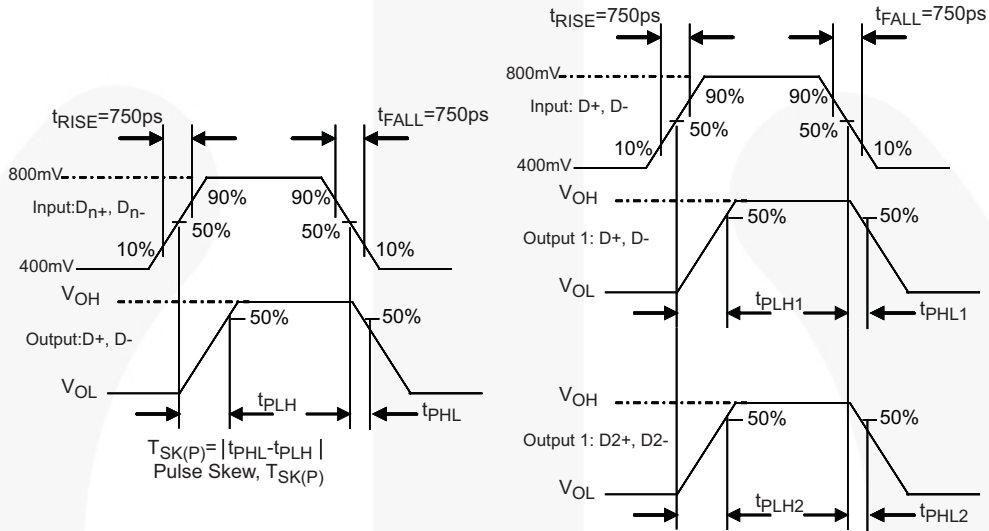 tRISE=750ps
tFALL=750ps
800mV
Input:Dn+, Dn-
90%
90%
50%
50%
10%
10%
400mV
VOH
50%
50%
Output:D+, D-
VOL
tPLH
tPHL
TSK(P)=|tPHL-tPLH|
Pulse Skew, TSK(P)
tRISE=750ps
tFALL=750ps
800mV
90%
90%
Input: D+, D-
50%
50%
10%
10%
400mV
VOH
50%
50%
Output 1: D+, D-
VOL
tPLH1
tPHL1
VOH
50%
50%
Output 1: D2+, D2-
VOL
tPLH2
tPHL2